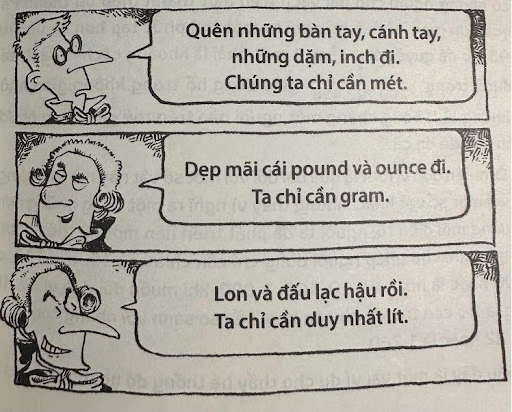 Quên những bàn tay, cánh tay,
những dặm, inch đi.
Chúng ta chỉ cần mét.
Dẹp mãi cái pound và ounce đi.
Ta chỉ cần gram.
Lon và đấu lạc hậu rồi.
Ta chỉ cần duy nhất lít.